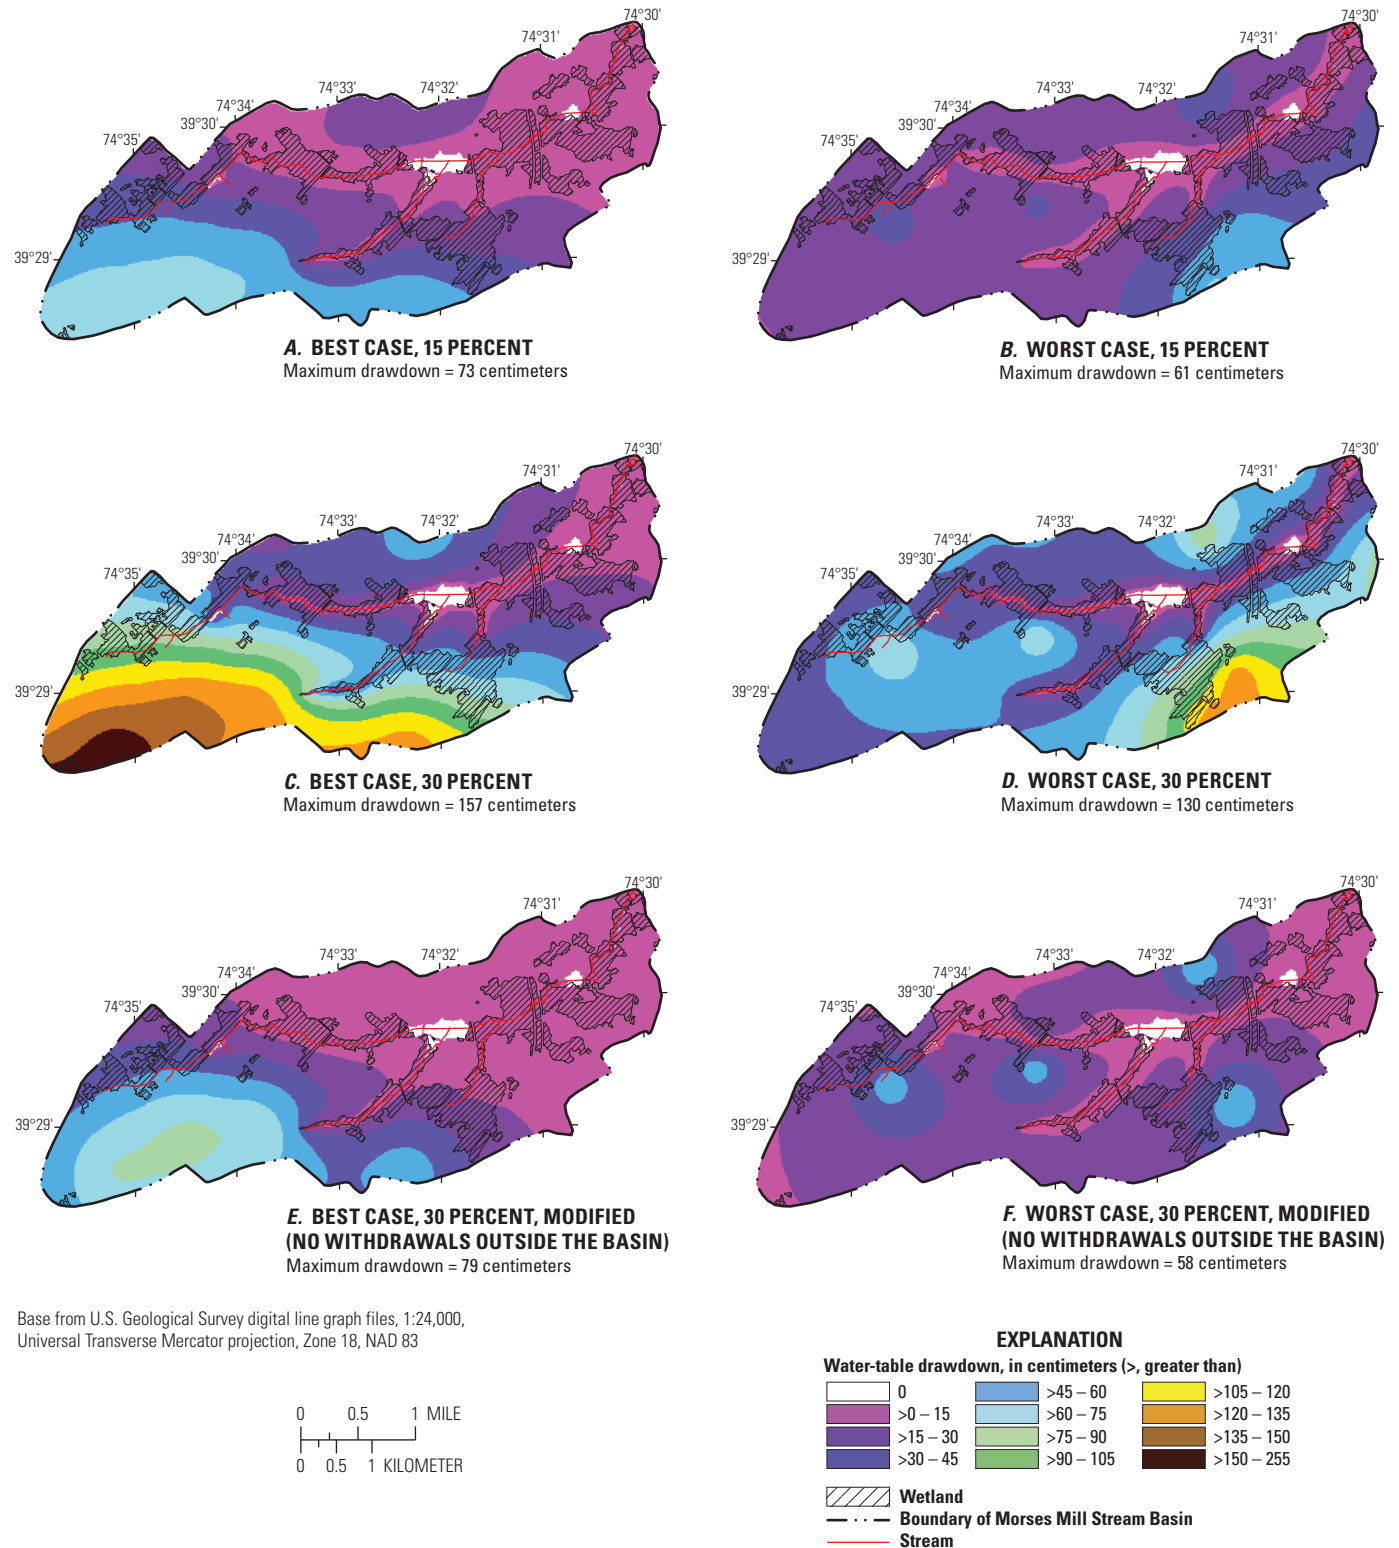 74°30'
74°31'
74°33'
74°32'
74°34'
39°30'
74°35'
39°29'
A. BEST CASE, 15 PERCENT
Maximum drawdown = 73 centimeters
74°30'
74°31'
74°33'
74°32'
74°34'
39°30'
74°35'
39°29'
B. WORST CASE, 15 PERCENT
Maximum drawdown = 61 centimeters
74°30'
74°31'
74°33'
74°32'
74°34'
39°30'
74°35'
39°29'
C. BEST CASE, 30 PERCENT
Maximum drawdown = 157 centimeters
74°30'
74°31'
74°33'
74°32'
74°34'
39°30'
74°35'
39°29'
D. WORST CASE, 30 PERCENT
Maximum drawdown = 130 centimeters
74°30'
74°31'
74°33'
74°32'
74°34'
39°30'
74°35'
39°29'
E. BEST CASE, 30 PERCENT, MODIFIED
(NO WITHDRAWALS OUTSIDE THE BASIN)
Maximum drawdown = 79 centimeters
74°30'
74°31'
74°33'
74°32'
74°34'
39°30'
74°35'
39°29'
F. WORST CASE, 30 PERCENT, MODIFIED
(NO WITHDRAWALS OUTSIDE THE BASIN)
Maximum drawdown = 58 centimeters
Base from U.S. Geological Survey digital line graph files, 1:24,000,
Universal Transverse Mercator projection, Zone 18, NAD 83
0 0.5 1 MILE
0 0.5 1 KILOMETER
EXPLANATION
Water-table drawdown, in centimeters (>, greater than)
0
>0 – 15
>15 – 30
>30 – 45
>45 – 60
>60 – 75
>75 – 90
>90 – 105
>105 – 120
>120 – 135
>135 – 150
>150 – 255
Wetland
Boundary of Morses Mill Stream Basin
Stream